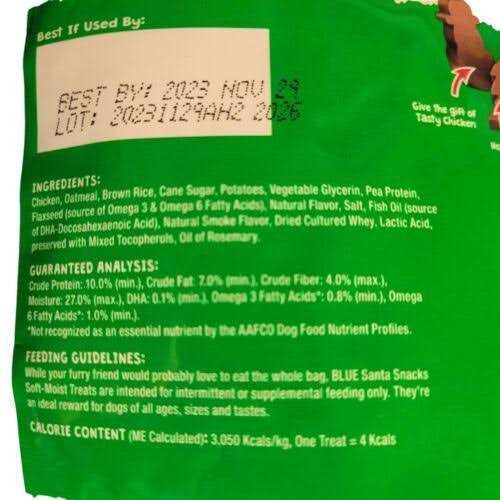 Best If Used By:
BEST BY: 2023 NOV 29
LOT: 20231129AH2 2026
Give the gift of
Tasty Chicken
INGREDIENTS:
Chicken, Oatmeal, Brown Rice, Cane Sugar, Potatoes, Vegetable Glycerin, Pea Protein,
Flaxseed (source of Omega 3 & Omega 6 Fatty Acids), Natural Flavor, Salt, Fish Oil (source
of DHA-Docosahexaenoic Acid), Natural Smoke Flavor, Dried Cultured Whey, Lactic Acid,
preserved with Mixed Tocopherols, Oil of Rosemary.
GUARANTEED ANALYSIS:
Crude Protein: 10.0% (min.), Crude Fat: 7.0% (min.), Crude Fiber: 4.0% (max.),
Moisture: 27.0% (max.), DHA: 0.1% (min.), Omega 3 Fatty Acids*: 0.8% (min.), Omega
6 Fatty Acids*: 1.0% (min.).
*Not recognized as an essential nutrient by the AAFCO Dog Food Nutrient Profiles.
FEEDING GUIDELINES:
While your furry friend would probably love to eat the whole bag, BLUE Santa Snacks
Soft-Moist Treats are intended for intermittent or supplemental feeding only. They're
an ideal reward for dogs of all ages, sizes and tastes.
CALORIE CONTENT (ME Calculated): 3,050 Kcals/kg, One Treat = 4 Kcals